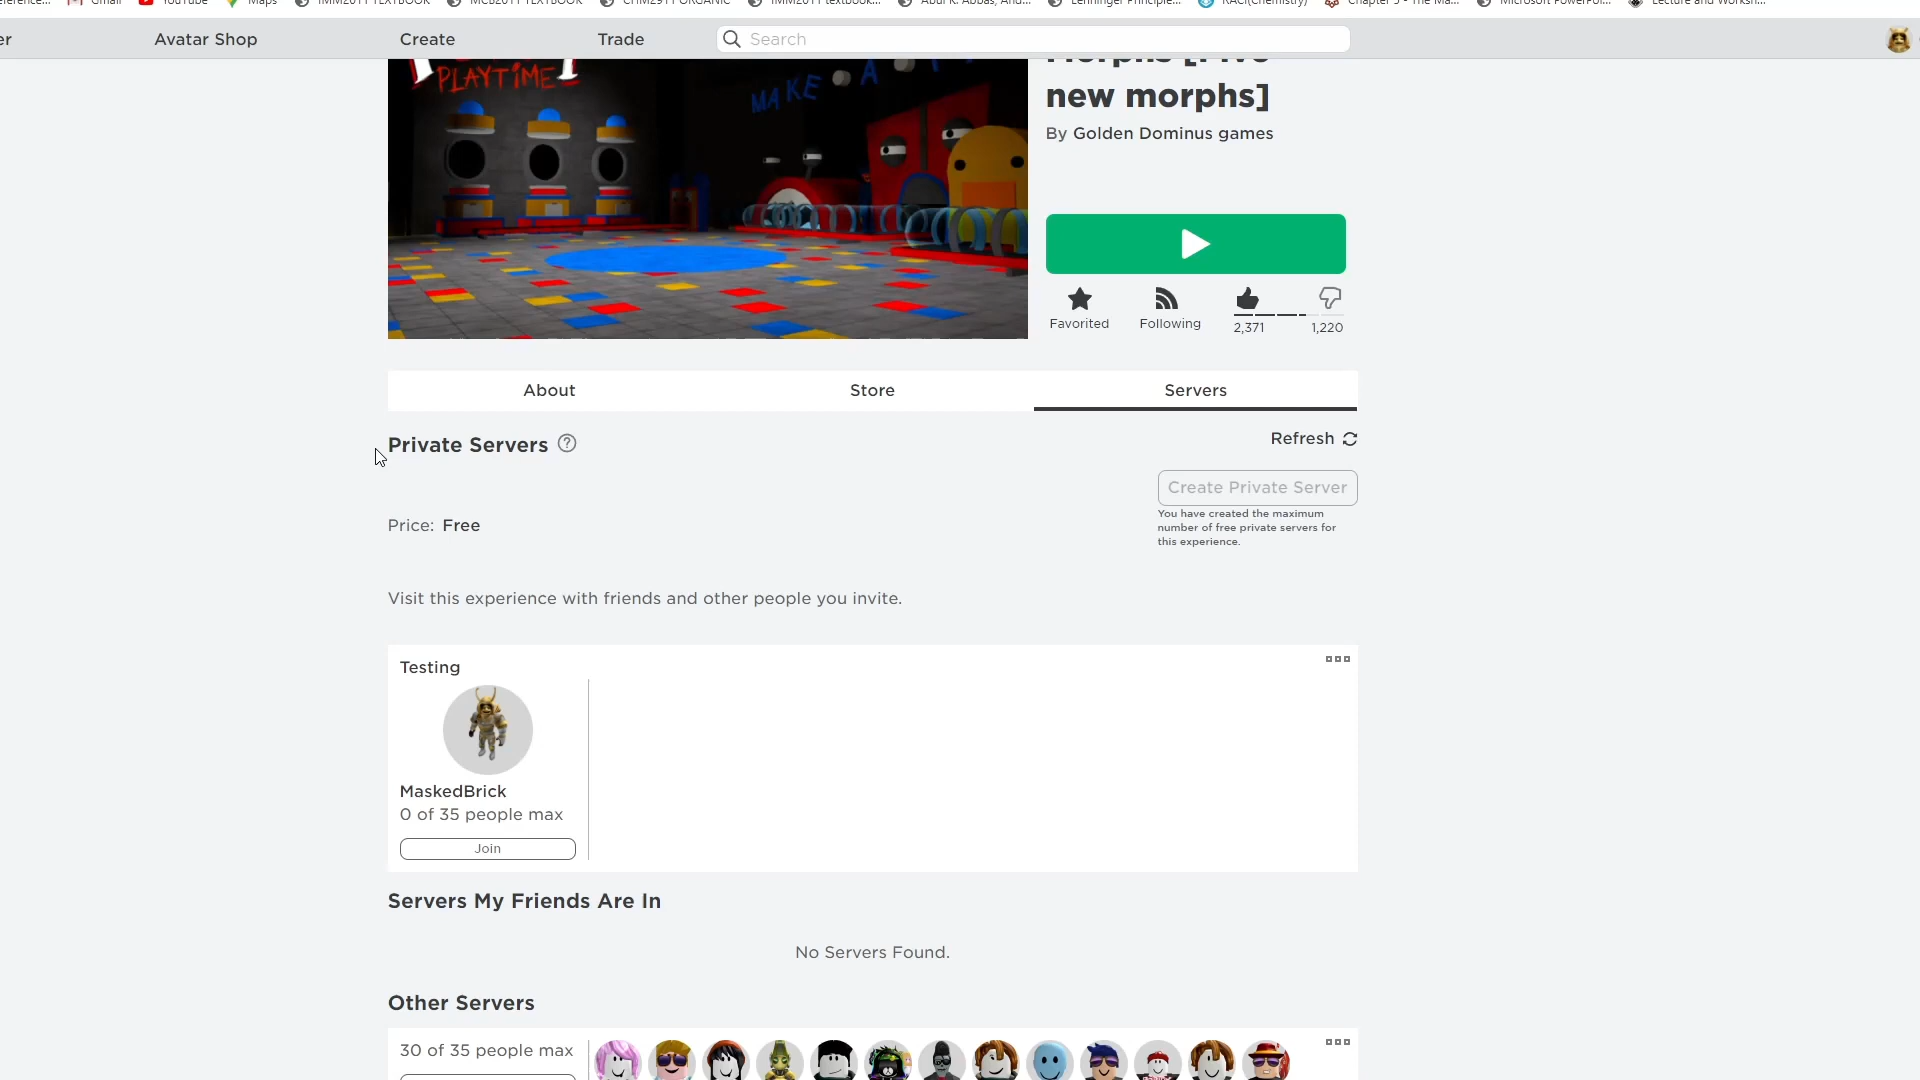 Gmail
YouTube
Maps
Avatar Shop
Create
Trade
Search
PLAYTIME
MAKE A
new morphs]
By Golden Dominus games
Favorited
Following
2,371
1,220
About
Store
Servers
Private Servers
Refresh
Create Private Server
You have created the maximum
number of free private servers for
this experience.
Price: Free
Visit this experience with friends and other people you invite.
Testing
MaskedBrick
0 of 35 people max
Join
Servers My Friends Are In
No Servers Found.
Other Servers
30 of 35 people max